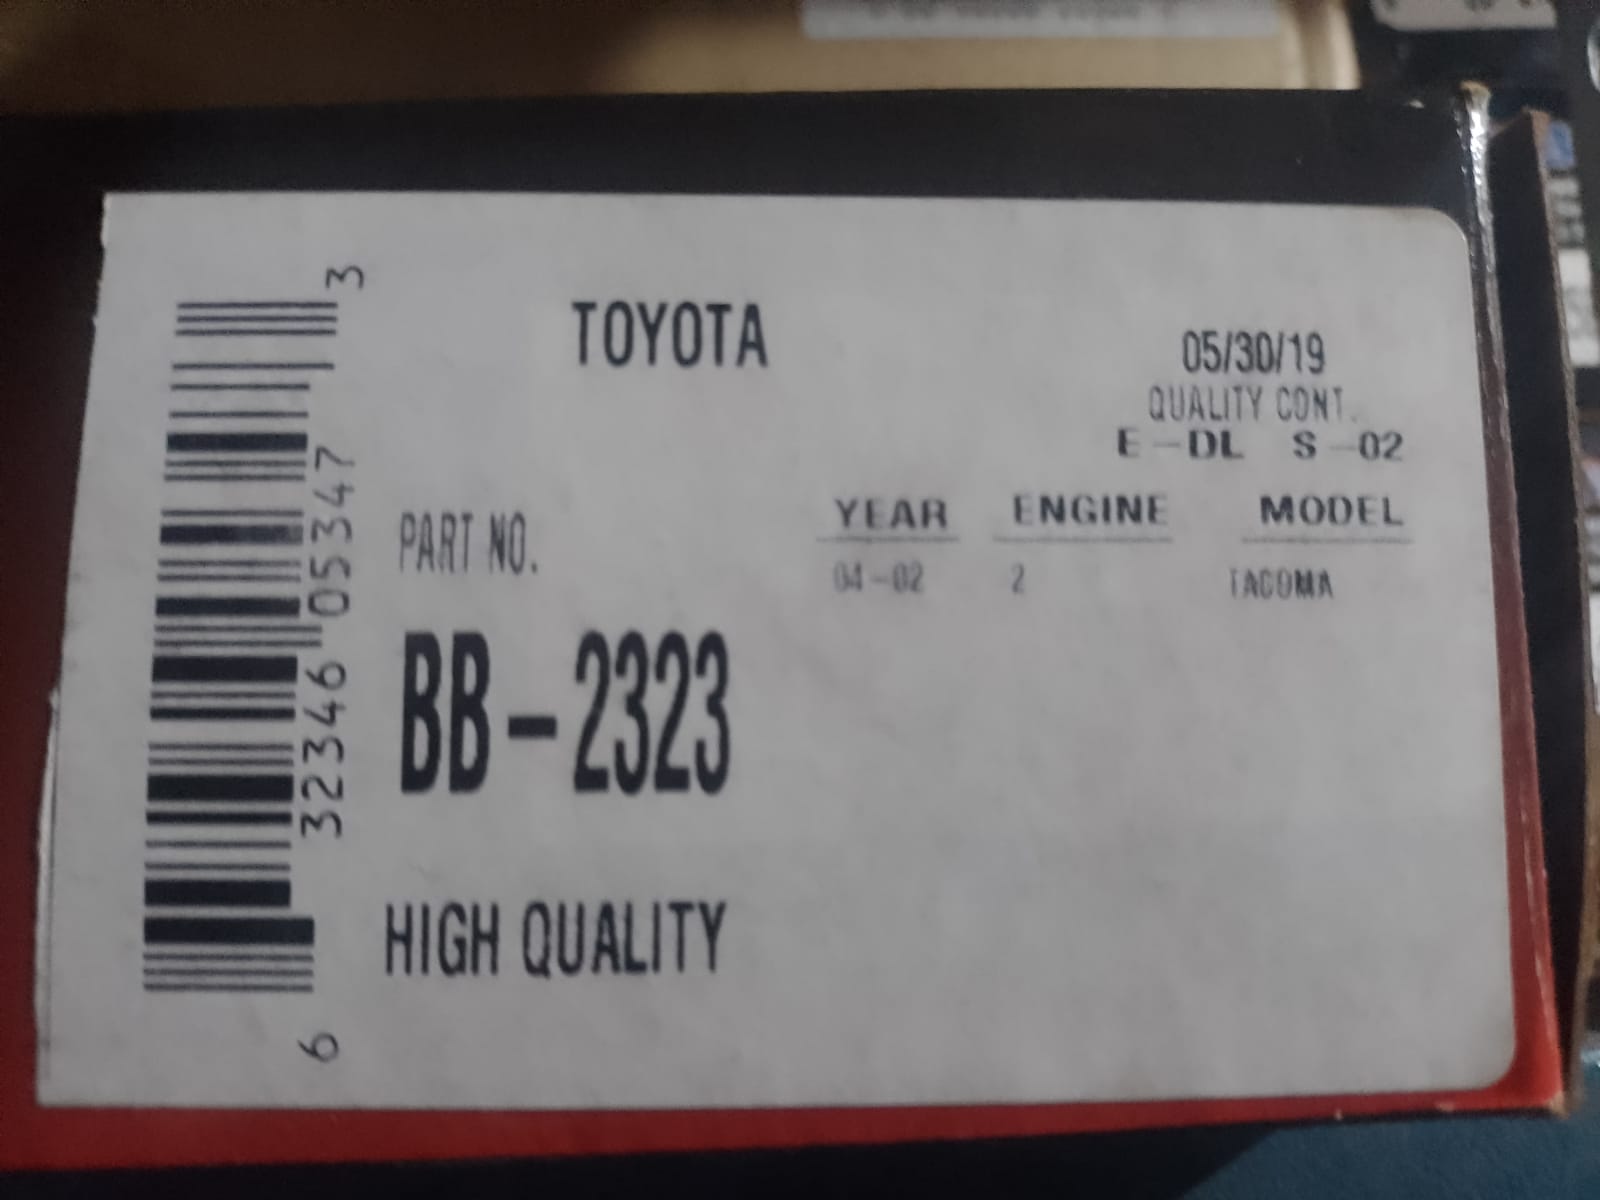 TOYOTA
05/30/19
QUALITY CONT.
E-DL S-02
YEAR ENGINE MODEL
04-02 2 TACOMA
PART NO.
BB-2323
HIGH QUALITY
6 32346 05347 3